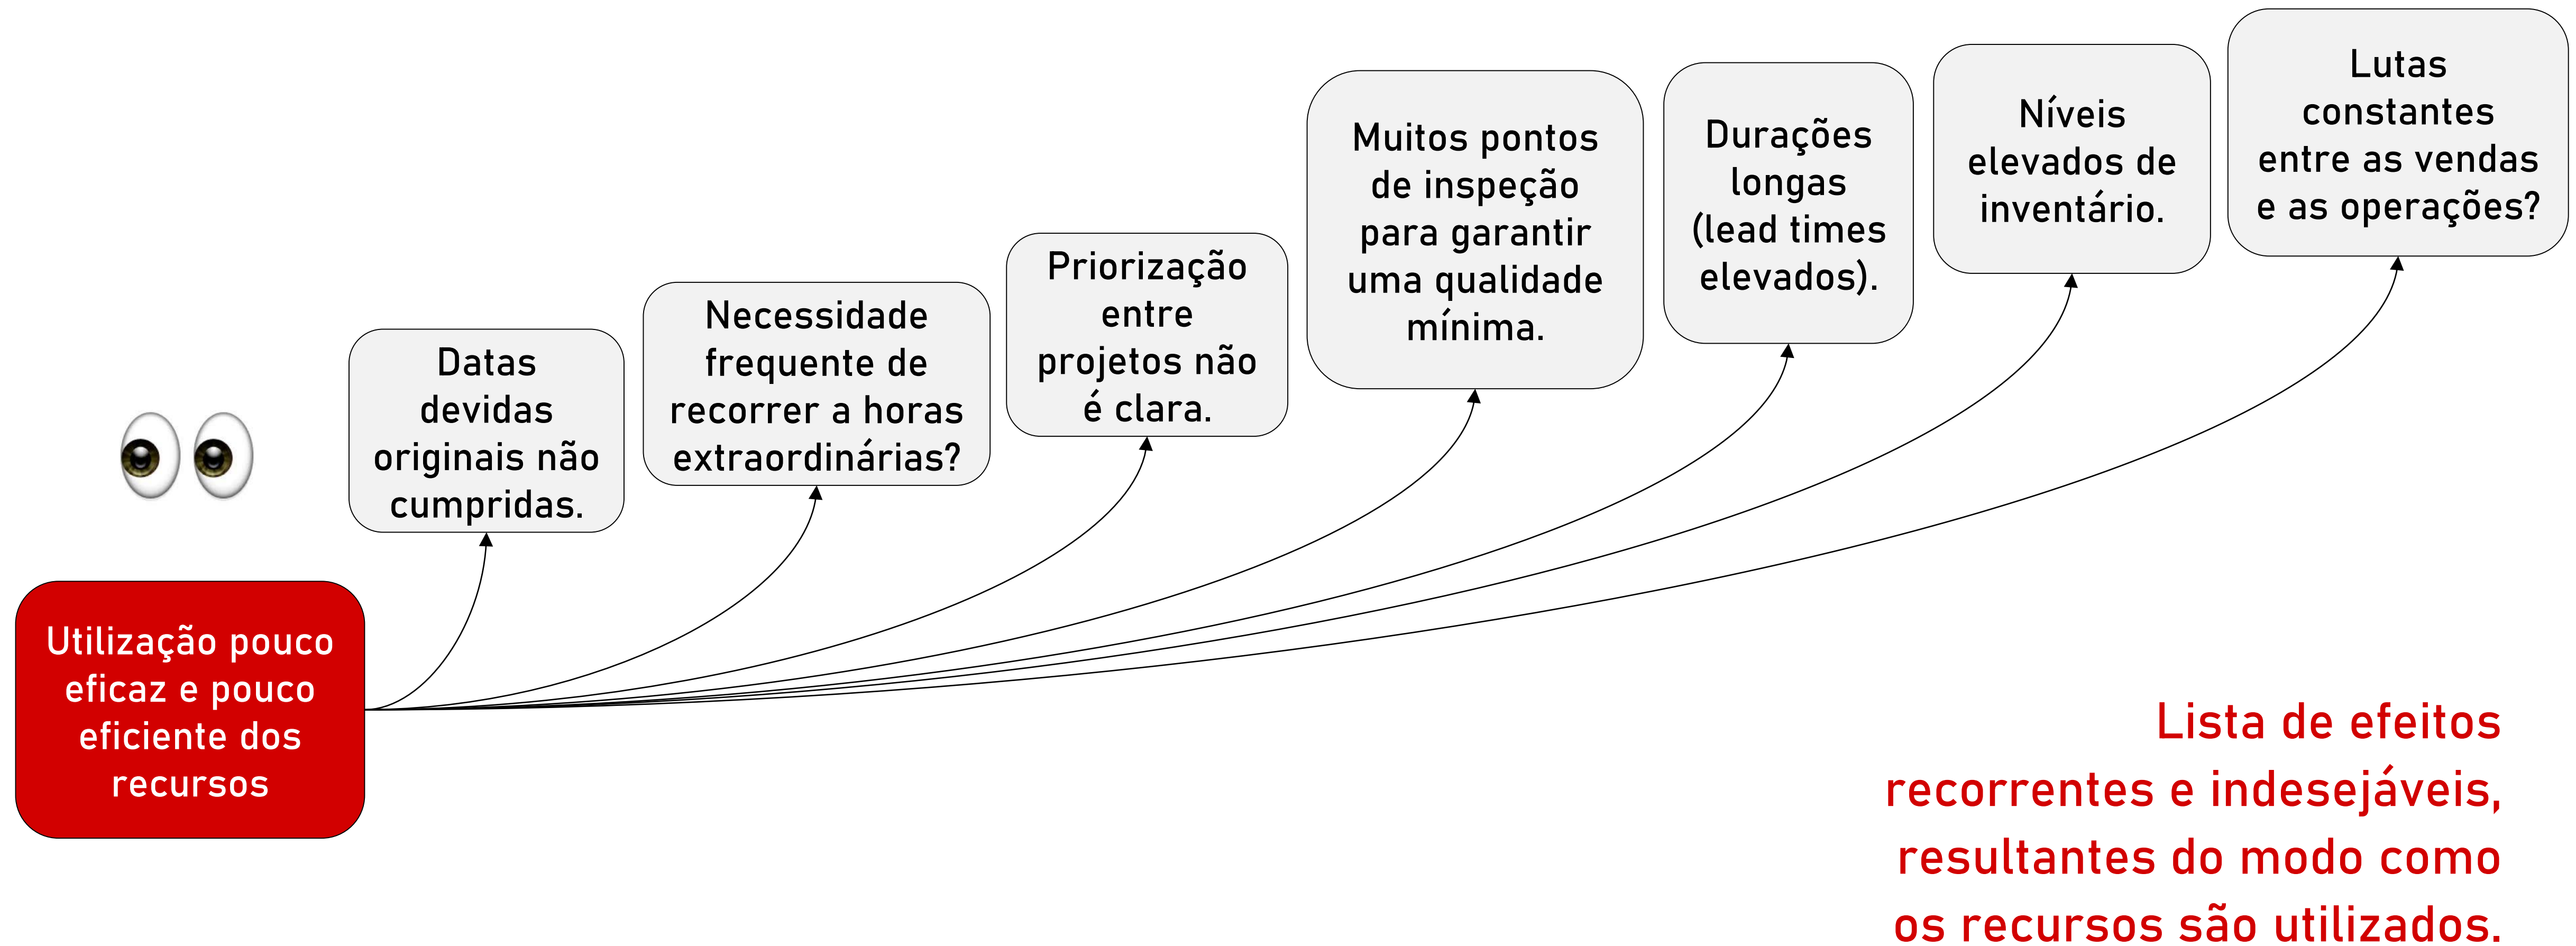 Utilização pouco
eficaz e pouco
eficiente dos
recursos
Datas
devidas
originais não
cumpridas.
Necessidade
frequente de
recorrer a horas
extraordinárias?
Priorização
entre
projetos não
é clara.
Muitos pontos
de inspeção
para garantir
uma qualidade
mínima.
Durações
longas
(lead times
elevados).
Níveis
elevados de
inventário.
Lutas
constantes
entre as vendas
e as operações?
Lista de efeitos
recorrentes e indesejáveis,
resultantes do modo como
os recursos são utilizados.